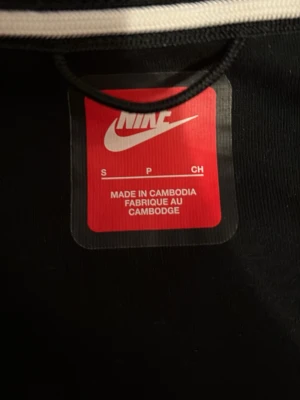 NIKE
S P CH
MADE IN CAMBODIA
FABRIQUE AU
CAMBODGE